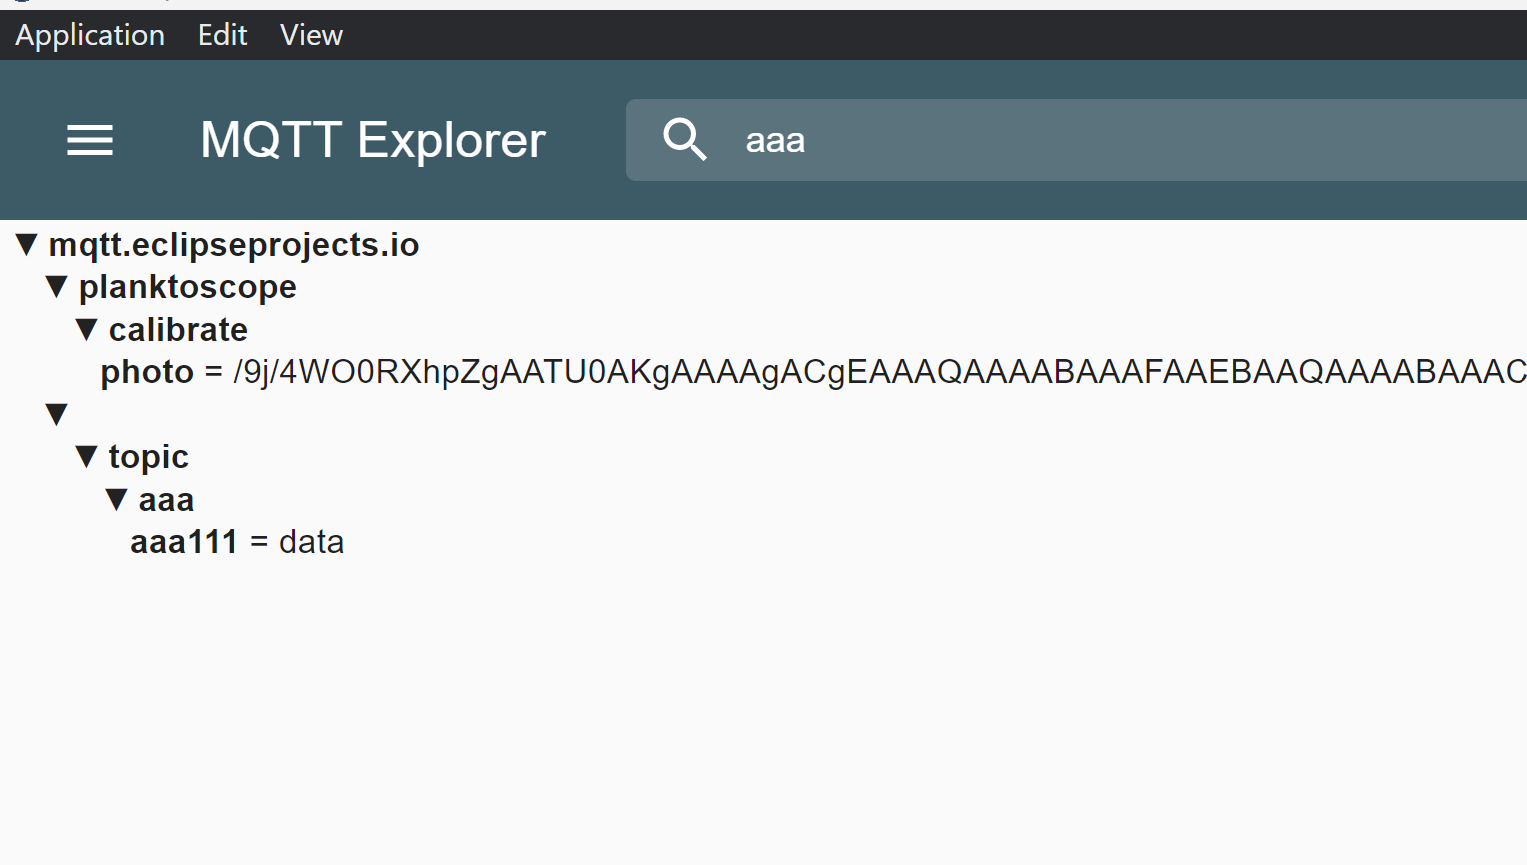 Application Edit View
MQTT Explorer aaa
▼ mqtt.eclipseprojects.io
▼ planktoscope
▼ calibrate
photo = /9j/4WO0RXhpZgAATU0AKgAAAAgACgEAAAQAAAABAAAFAAEBAAQAAAABAAAC
▼
▼ topic
▼ aaa
aaa111 = data